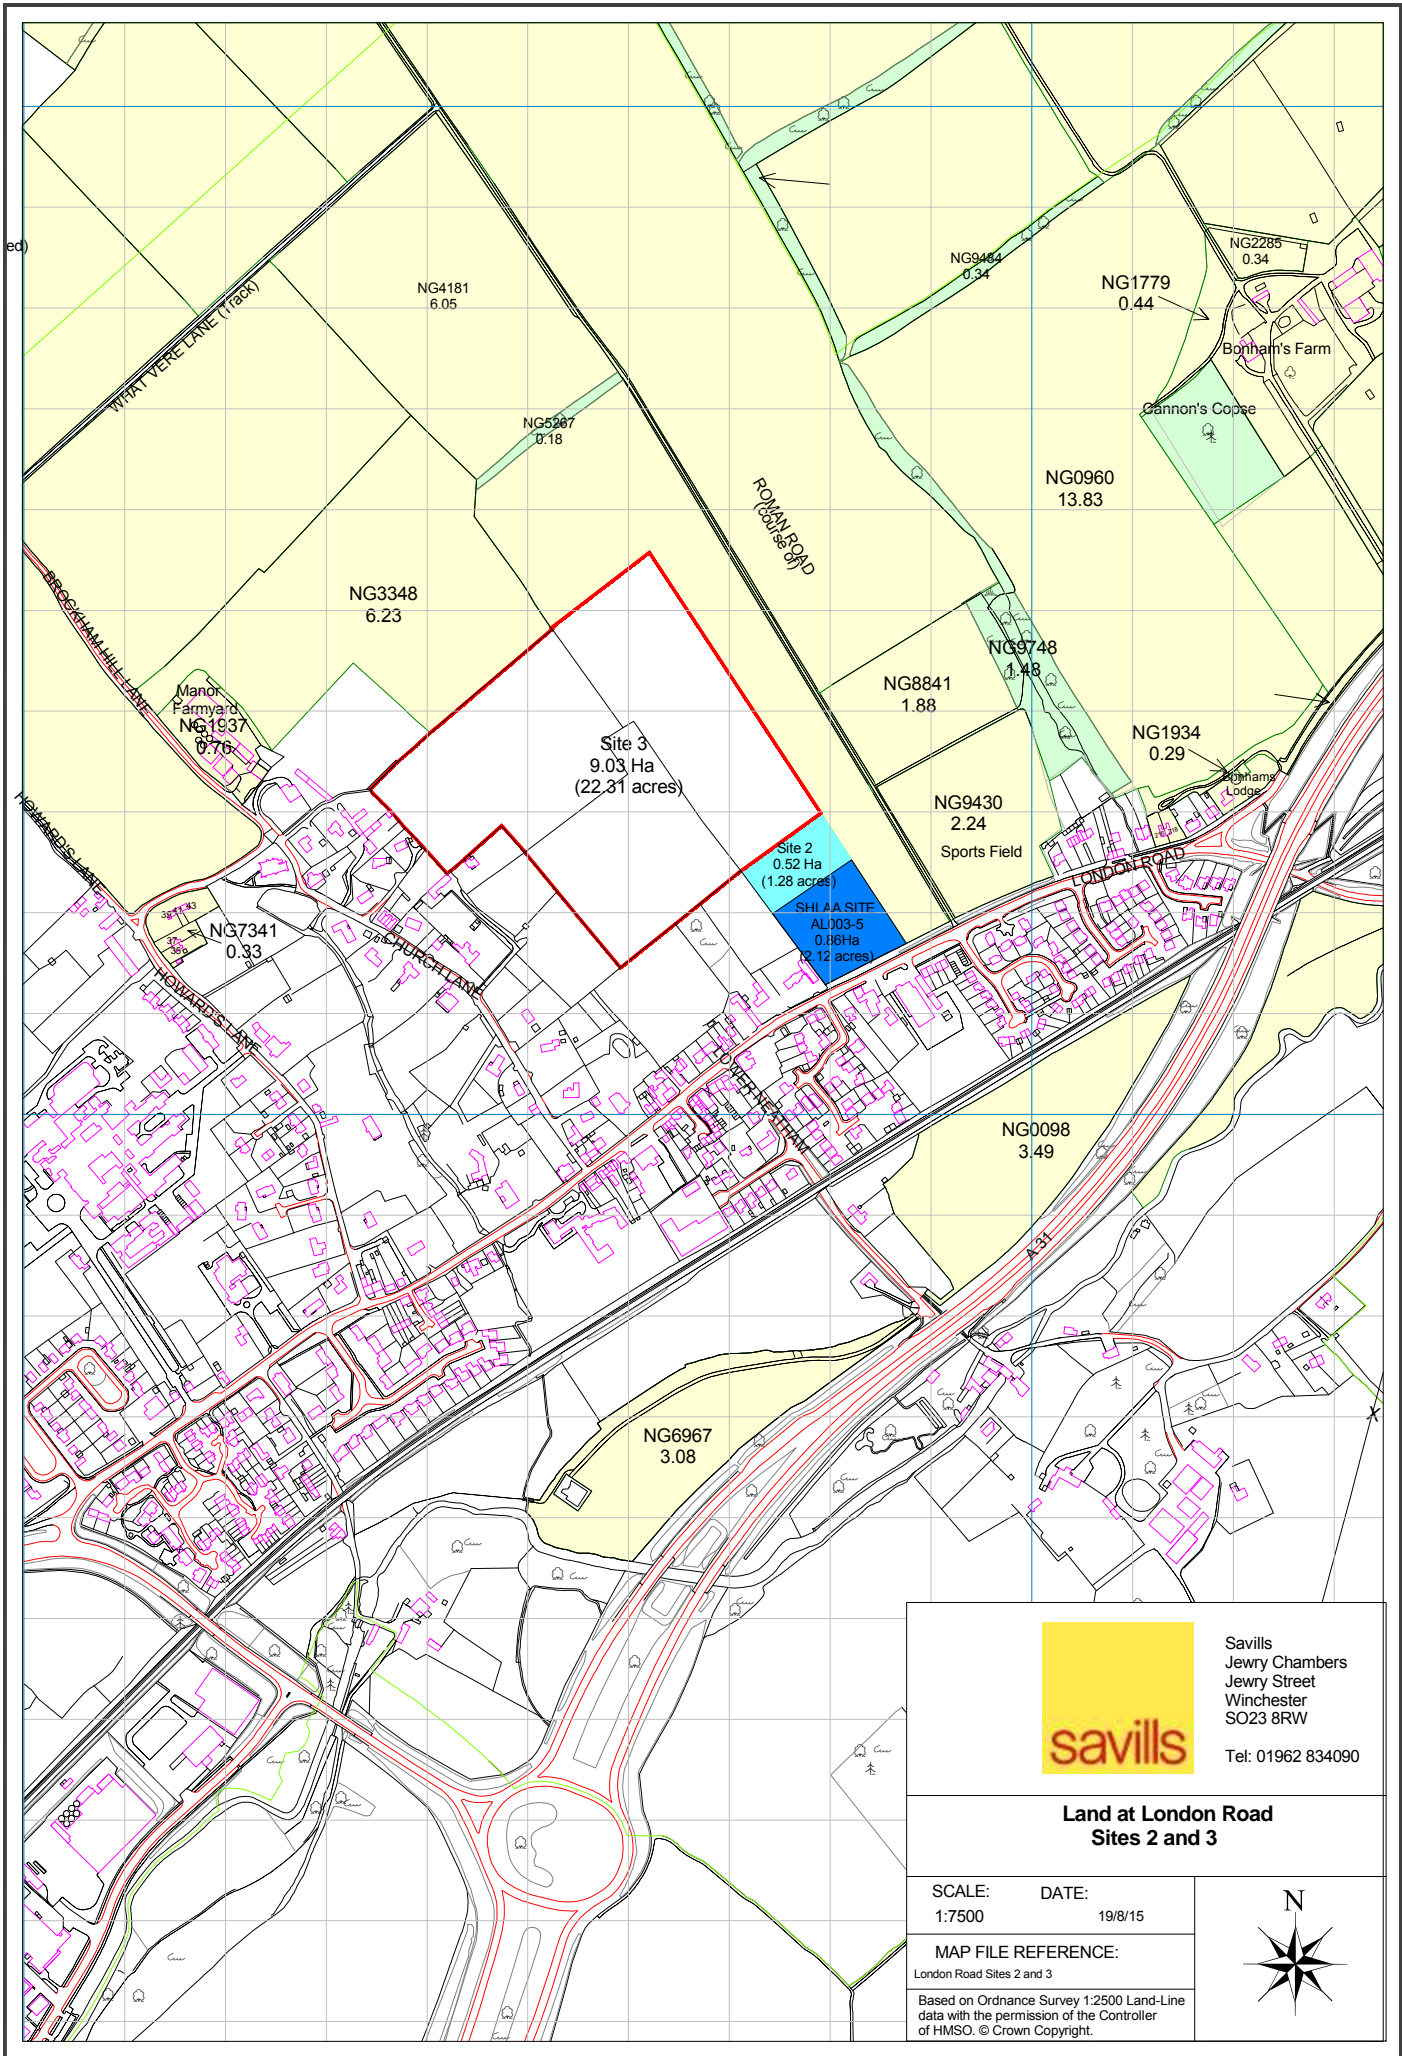 ed)
WHAT VERE LANE (Track)
NG4181
6.05
NG5267
0.18
NG9484
0.34
NG2285
0.34
NG1779
0.44
Bonham's Farm
Cannon's Copse
NG0960
13.83
ROMAN ROAD
(course of)
BROCKHAM HILL LANE
NG3348
6.23
Manor
Farmyard
NG1937
0.76
NG9748
1.48
NG8841
1.88
NG1934
0.29
Bonhams
Lodge
Site 3
9.03 Ha
(22.31 acres)
NG9430
2.24
Sports Field
HOWARD'S LANE
Site 2
0.52 Ha
(1.28 acres)
LONDON ROAD
SHLAA SITE
AL003-5
0.86Ha
(2.12 acres)
NG7341
0.33
CHURCH LANE
HOWARD'S LANE
LOWER NEATHAM
NG0098
3.49
A 31
NG6967
3.08
X
savills
Savills
Jewry Chambers
Jewry Street
Winchester
SO23 8RW
Tel: 01962 834090
Land at London Road
Sites 2 and 3
SCALE:
1:7500
DATE:
19/8/15
N
MAP FILE REFERENCE:
London Road Sites 2 and 3
Based on Ordnance Survey 1:2500 Land-Line
data with the permission of the Controller
of HMSO. © Crown Copyright.